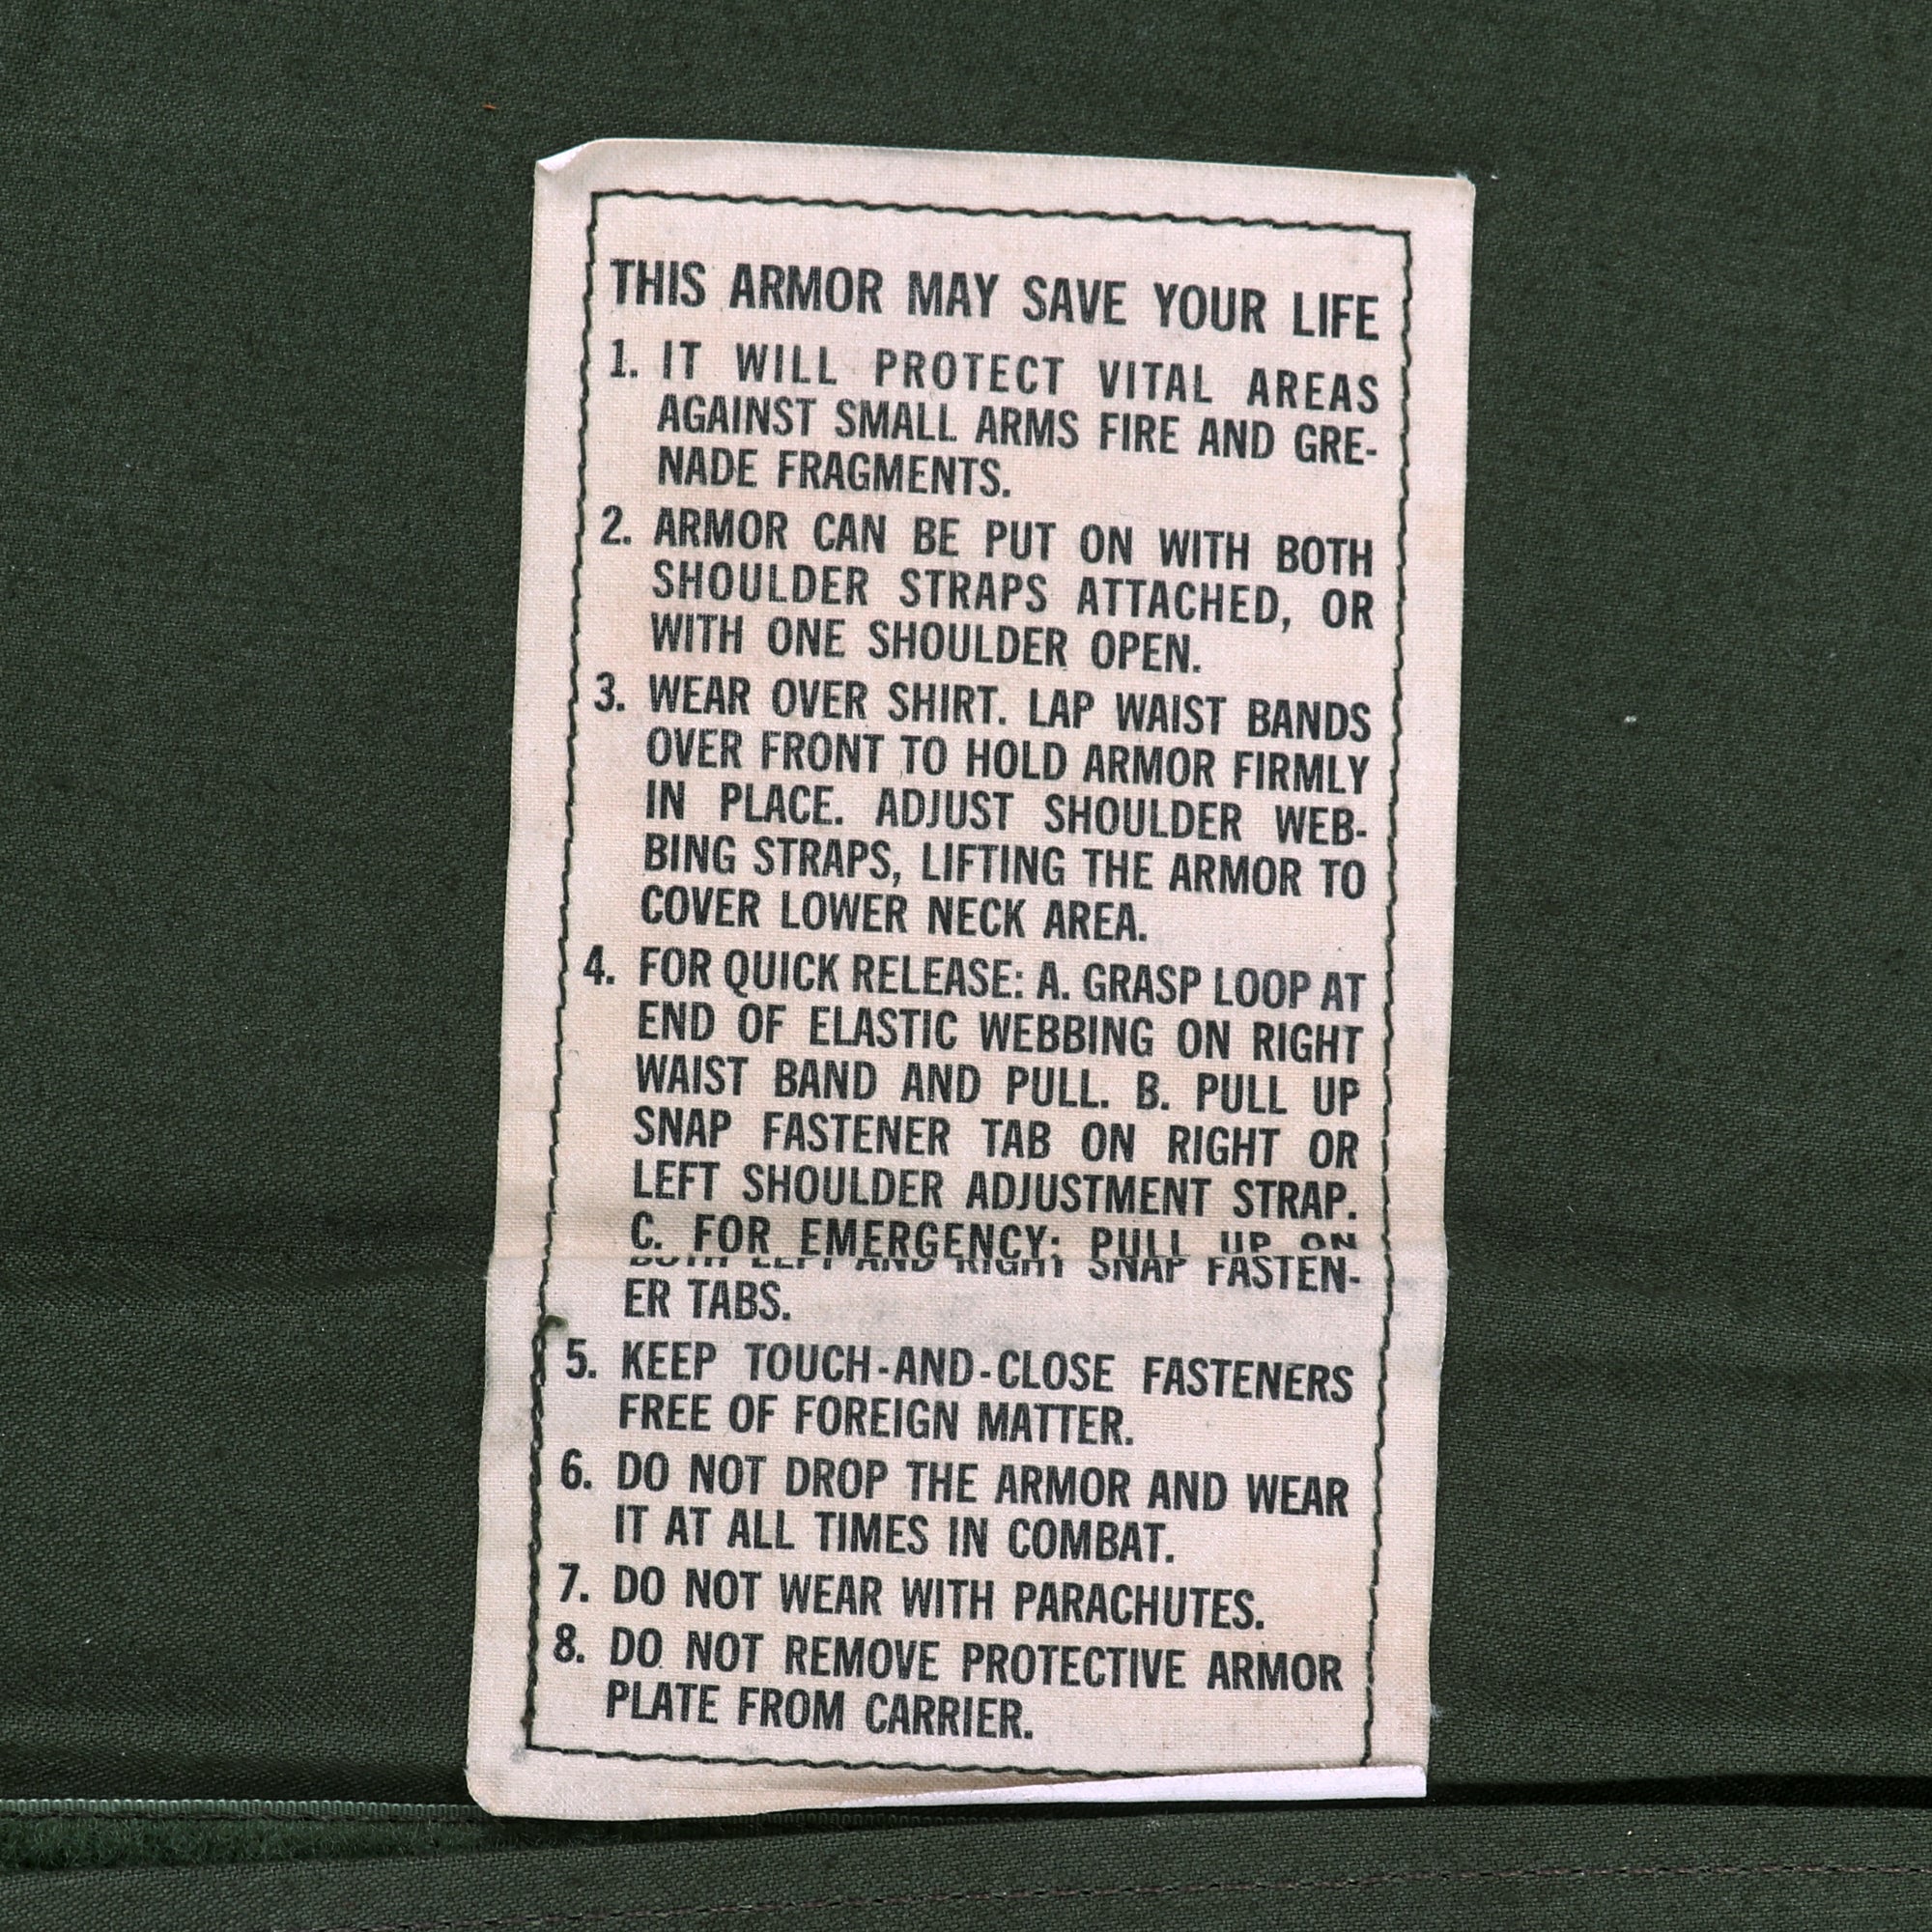 THIS ARMOR MAY SAVE YOUR LIFE
1. IT WILL PROTECT VITAL AREAS
AGAINST SMALL ARMS FIRE AND GRE-
NADE FRAGMENTS.
2. ARMOR CAN BE PUT ON WITH BOTH
SHOULDER STRAPS ATTACHED, OR
WITH ONE SHOULDER OPEN.
3. WEAR OVER SHIRT. LAP WAIST BANDS
OVER FRONT TO HOLD ARMOR FIRMLY
IN PLACE. ADJUST SHOULDER WEB-
BING STRAPS, LIFTING THE ARMOR TO
COVER LOWER NECK AREA.
4. FOR QUICK RELEASE: A. GRASP LOOP AT
END OF ELASTIC WEBBING ON RIGHT
WAIST BAND AND PULL. B. PULL UP
SNAP FASTENER TAB ON RIGHT OR
LEFT SHOULDER ADJUSTMENT STRAP.
C. FOR EMERGENCY: PULL UP ON
BOTH LEFT AND RIGHT SNAP FASTEN-
ER TABS.
5. KEEP TOUCH-AND-CLOSE FASTENERS
FREE OF FOREIGN MATTER.
6. DO NOT DROP THE ARMOR AND WEAR
IT AT ALL TIMES IN COMBAT.
7. DO NOT WEAR WITH PARACHUTES.
8. DO NOT REMOVE PROTECTIVE ARMOR
PLATE FROM CARRIER.